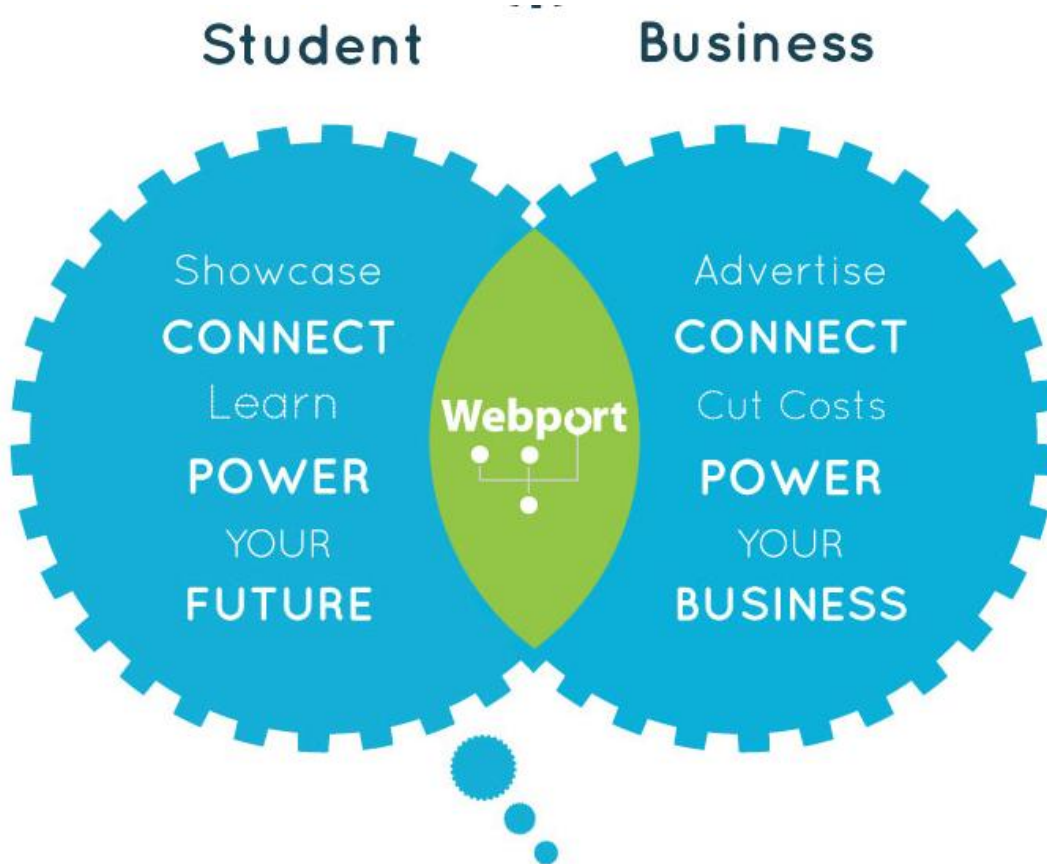 Student
Business
Showcase
CONNECT
Learn
POWER
YOUR
FUTURE
Webport
Advertise
CONNECT
Cut Costs
POWER
YOUR
BUSINESS